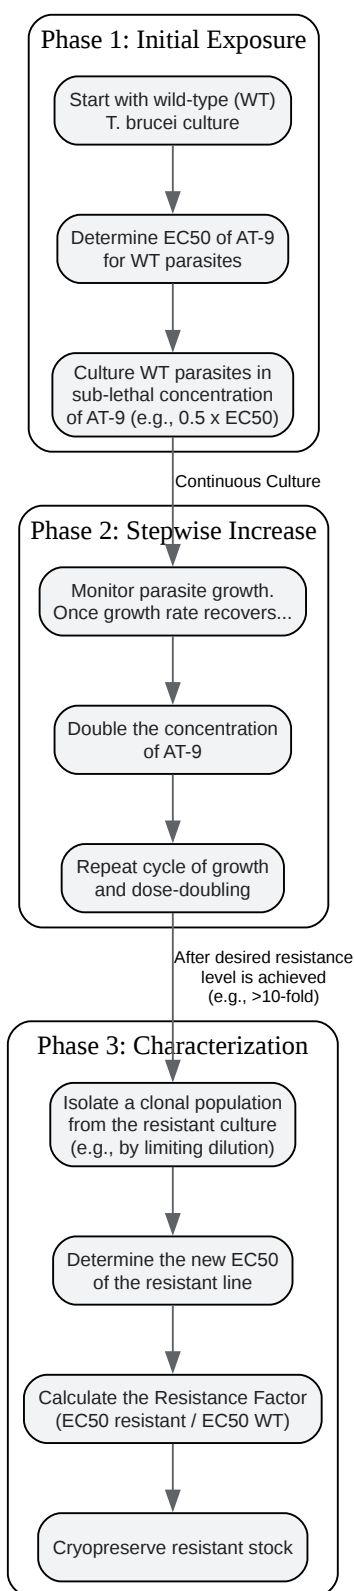 Phase 1: Initial Exposure
Start with wild-type (WT)
T. brucei culture
Determine EC50 of AT-9
for WT parasites
Culture WT parasites in
sub-lethal concentration
of AT-9 (e.g., 0.5 x EC50)
Continuous Culture
Phase 2: Stepwise Increase
Monitor parasite growth.
Once growth rate recovers...
Double the concentration
of AT-9
Repeat cycle of growth
and dose-doubling
After desired resistance
level is achieved
(e.g., >10-fold)
Phase 3: Characterization
Isolate a clonal population
from the resistant culture
(e.g., by limiting dilution)
Determine the new EC50
of the resistant line
Calculate the Resistance Factor
(EC50 resistant / EC50 WT)
Cryopreserve resistant stock